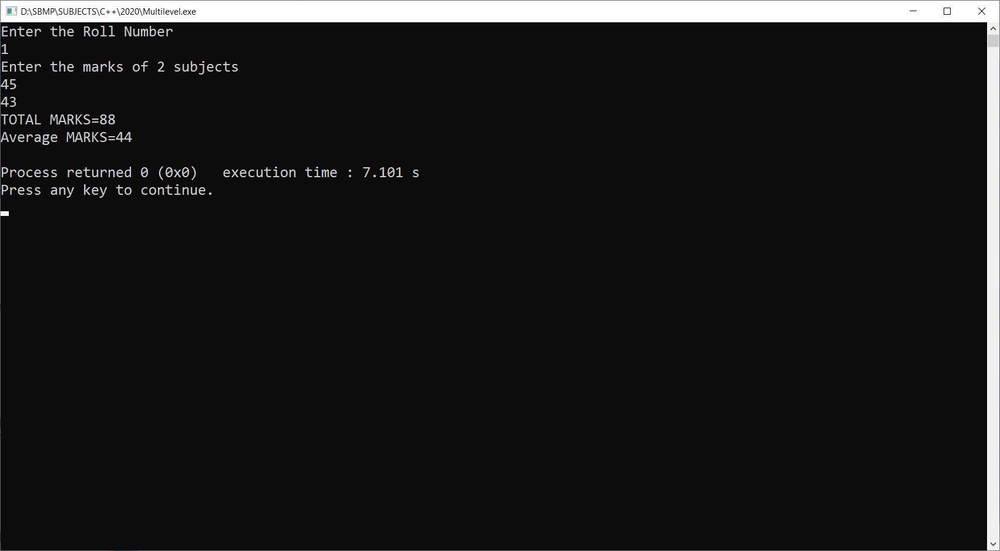 D:\SBMP\SUBJECTS\C++\2020\Multilevel.exe
Enter the Roll Number
1
Enter the marks of 2 subjects
45
43
TOTAL MARKS=88
Average MARKS=44
Process returned 0 (0x0)   execution time : 7.101 s
Press any key to continue.